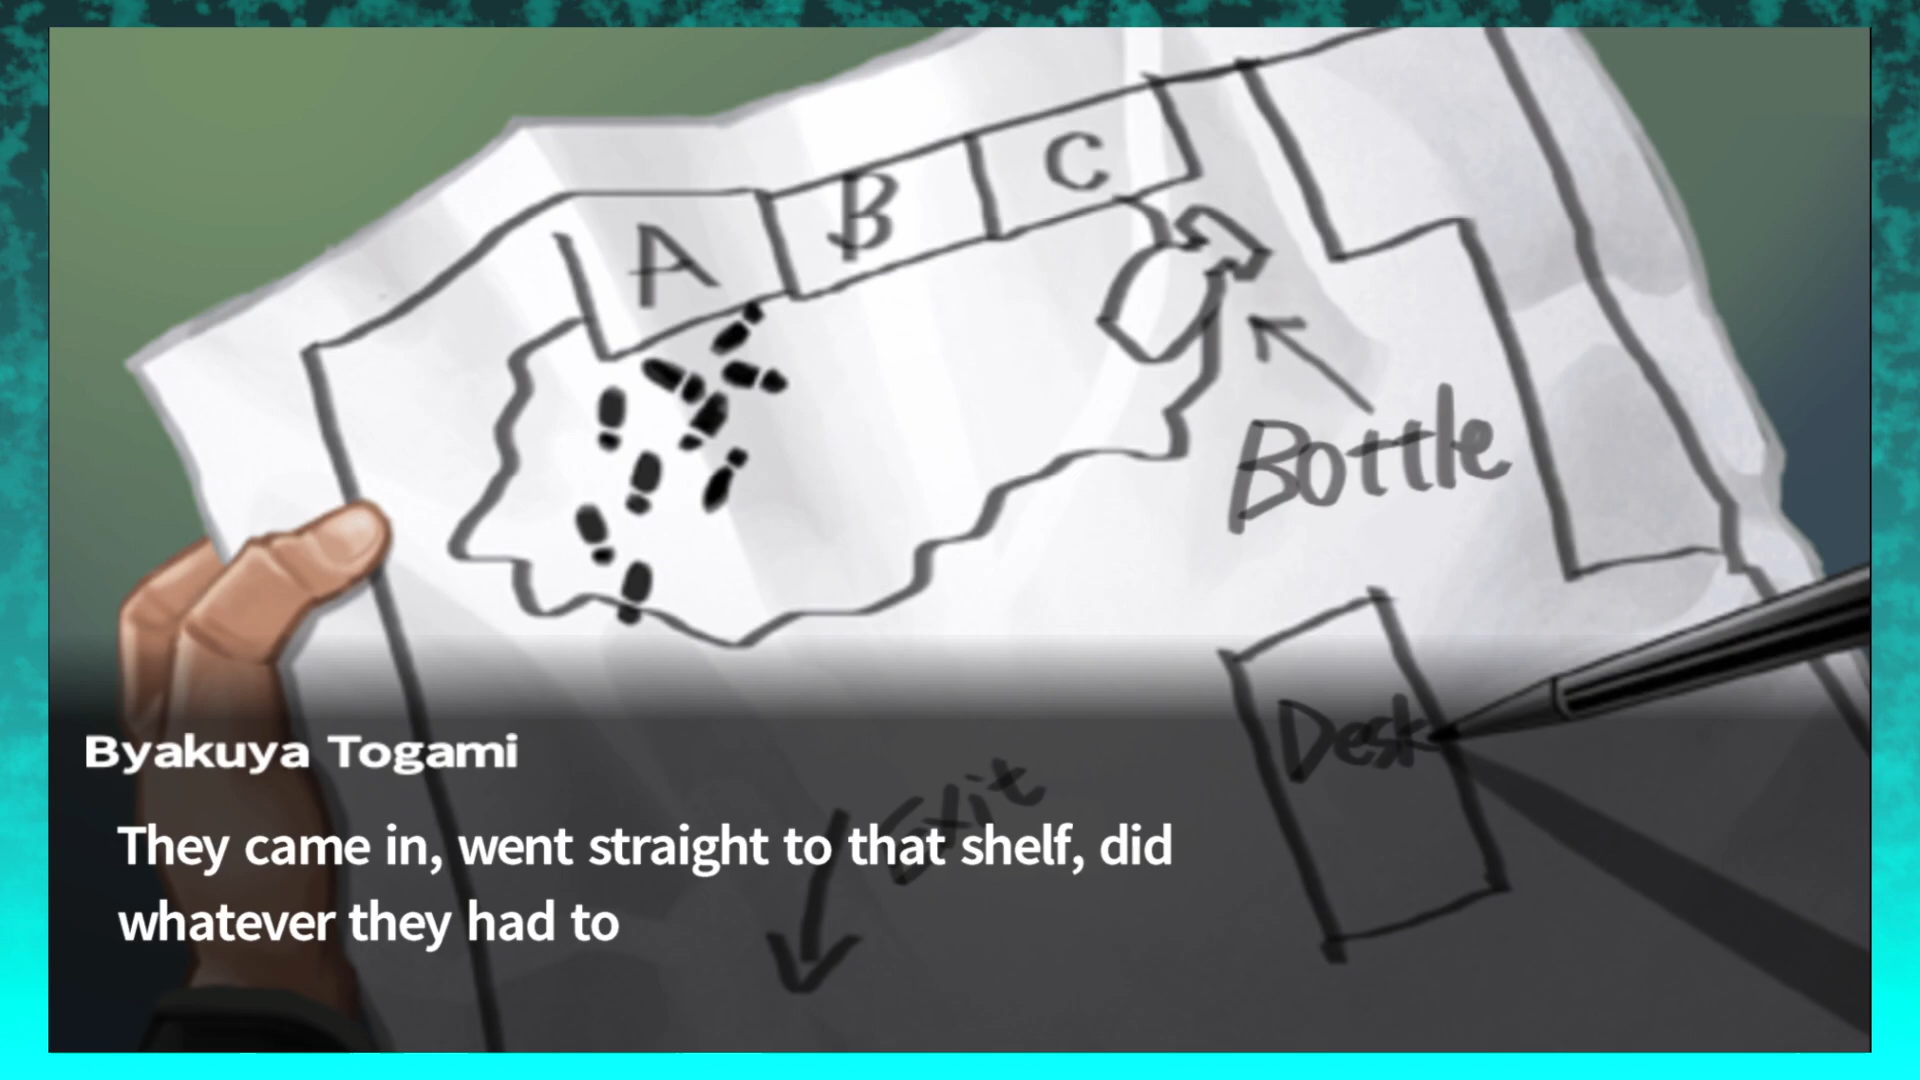 A
B
C
Bottle
Desk
Exit
Byakuya Togami
They came in, went straight to that shelf, did
whatever they had to